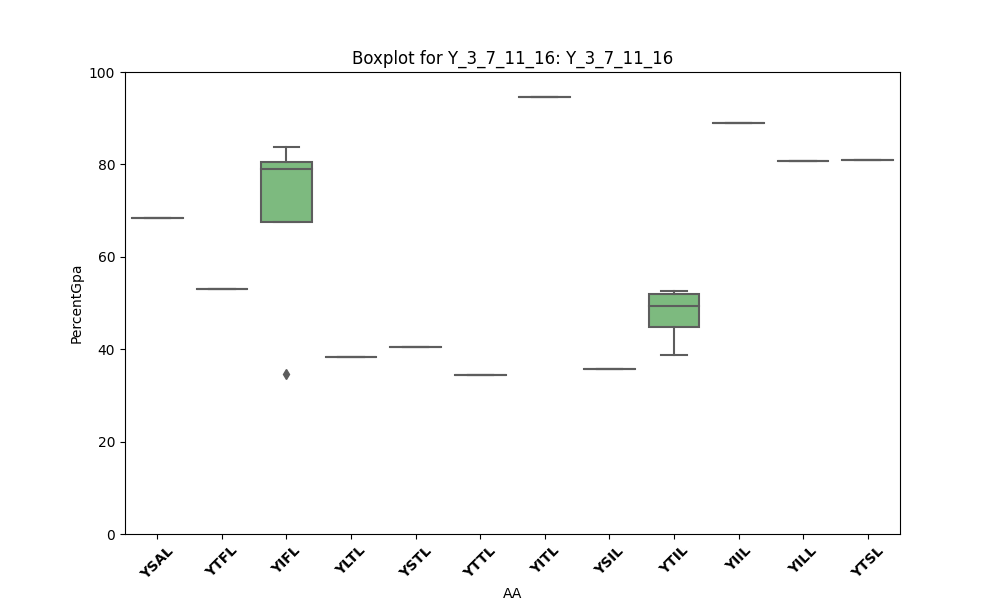 Boxplot for Y_3_7_11_16: Y_3_7_11_16
100
80
60
40
20
0
PercentGpa
YSAL
YTFL
YIFL
YLTL
YSTL
YTTL
YITL
YSIL
YTIL
YIIL
YILL
YTSL
AA